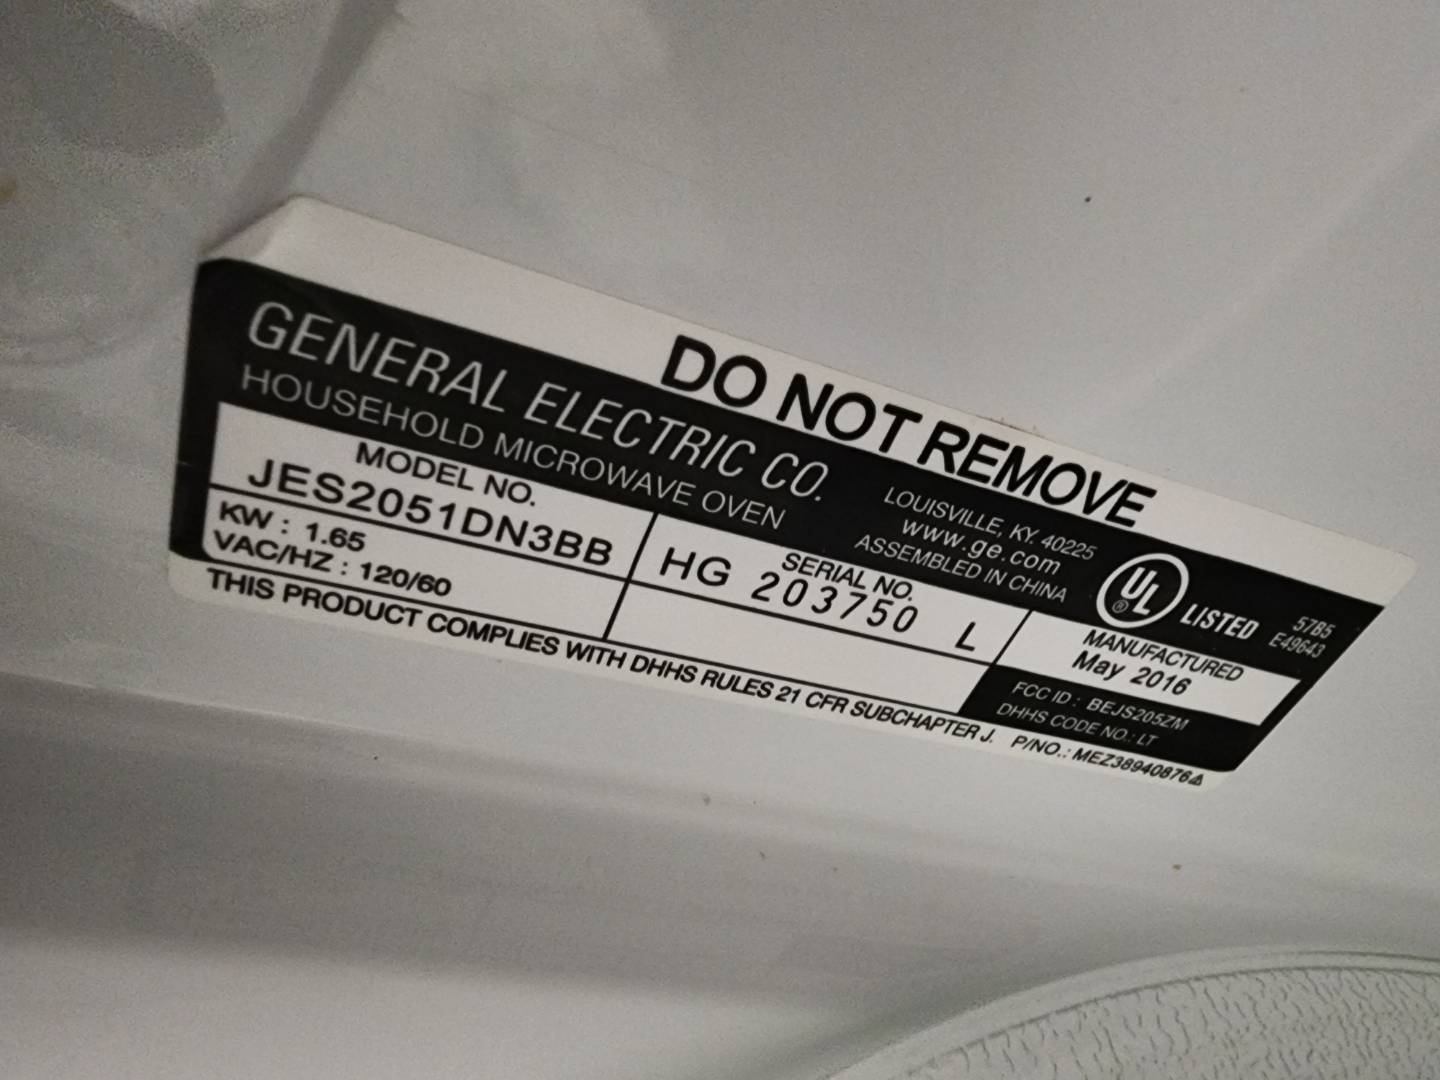 DO NOT REMOVE
GENERAL ELECTRIC CO.
HOUSEHOLD MICROWAVE OVEN
LOUISVILLE, KY. 40225
www.ge.com
ASSEMBLED IN CHINA
UL
®
LISTED
57B5
E49643
MODEL NO.
JES2051DN3BB
SERIAL NO.
HG 203750 L
MANUFACTURED
May 2016
KW : 1.65
VAC/HZ : 120/60
FCC ID : BEJS205ZM
DHHS CODE NO.: LT
THIS PRODUCT COMPLIES WITH DHHS RULES 21 CFR SUBCHAPTER J. P/NO.: MEZ38940876